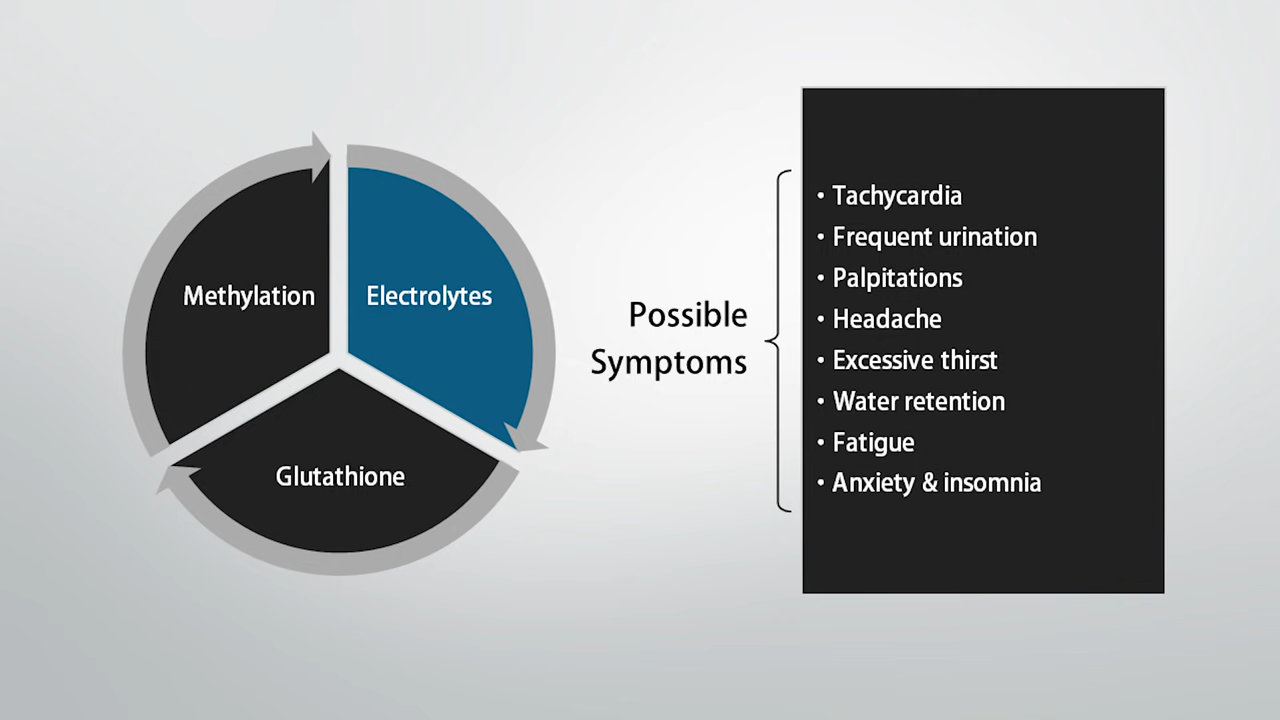 Methylation
Electrolytes
Glutathione
Possible
Symptoms
• Tachycardia
• Frequent urination
• Palpitations
• Headache
• Excessive thirst
• Water retention
• Fatigue
• Anxiety & insomnia